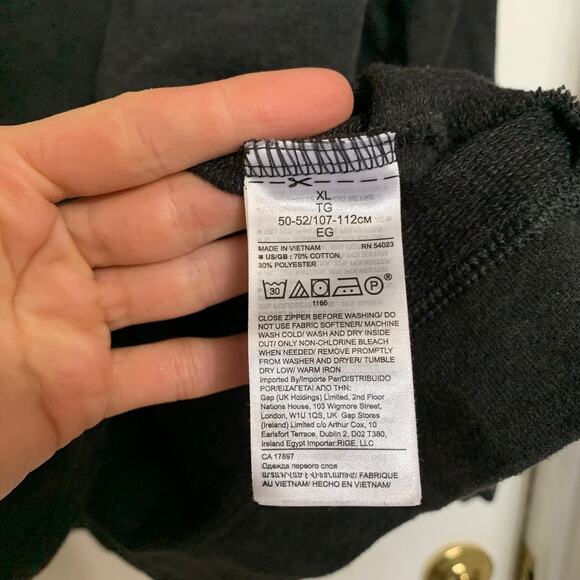 XL
TG
50-52/107-112CM
EG
MADE IN VIETNAM RN 54023
■ US/GB : 70% COTTON,
30% POLYESTER
30 P
1166
CLOSE ZIPPER BEFORE WASHING/ DO
NOT USE FABRIC SOFTENER/ MACHINE
WASH COLD/ WASH AND DRY INSIDE
OUT/ ONLY NON-CHLORINE BLEACH
WHEN NEEDED/ REMOVE PROMPTLY
FROM WASHER AND DRYER/ TUMBLE
DRY LOW/ WARM IRON
Imported By/Importe Par/DISTRIBUIDO
POR/ΕΙΣΑΓΕΤΑΙ ΑΠΟ ΤΗΝ:
Gap (UK Holdings) Limited, 2nd Floor
Nations House, 103 Wigmore Street,
London, W1U 1QS, UK Gap Stores
(Ireland) Limited c/o Arthur Cox, 10
Earlsfort Terrace, Dublin 2, D02 T380,
Ireland Egypt Importer:RIGE, LLC
CA 17897
Одежда первого слоя
/ FABRIQUÉ
AU VIETNAM/ HECHO EN VIETNAM/